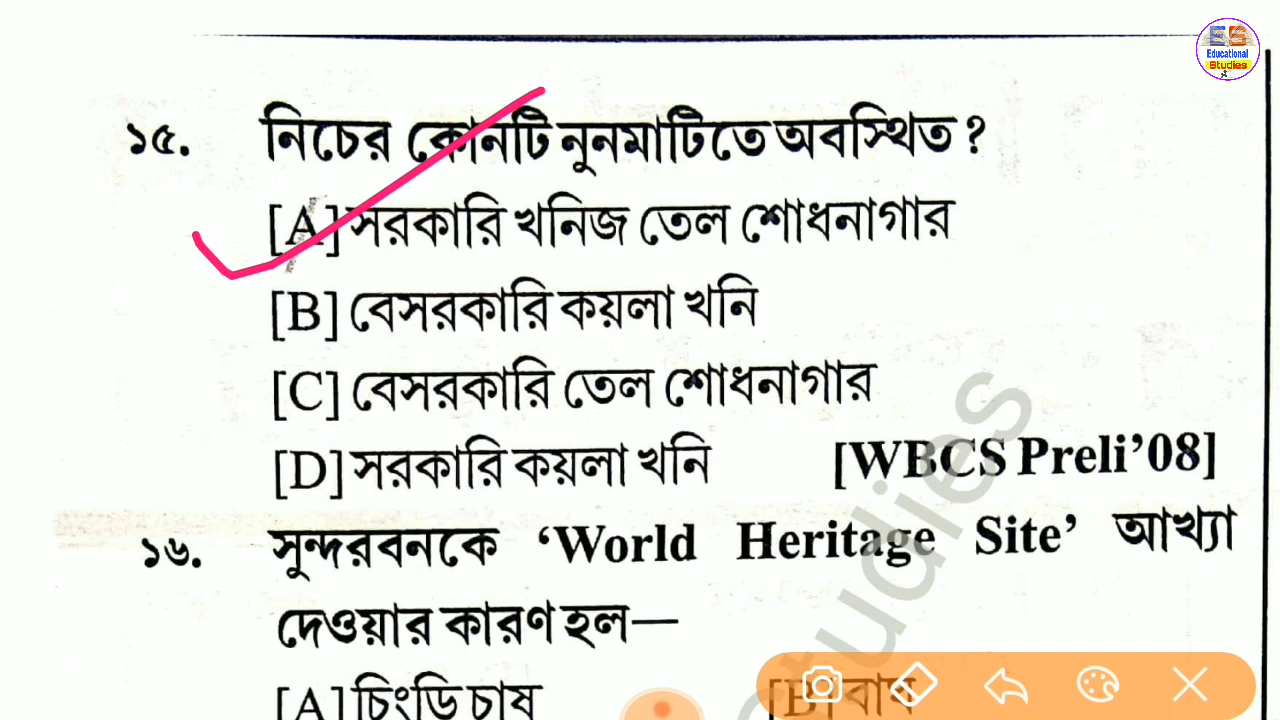 ES
Educational
Studies
১৫. নিচের কোনটি নুনমাটিতে অবস্থিত?
[A] সরকারি খনিজ তেল শোধনাগার
[B] বেসরকারি কয়লা খনি
[C] বেসরকারি তেল শোধনাগার
[D] সরকারি কয়লা খনি [WBCS Preli’08]
১৬. সুন্দরবনকে ‘World Heritage Site’ আখ্যা
দেওয়ার কারণ হল—
[A] চিংড়ি চাষ [B] বাঘ
Studies